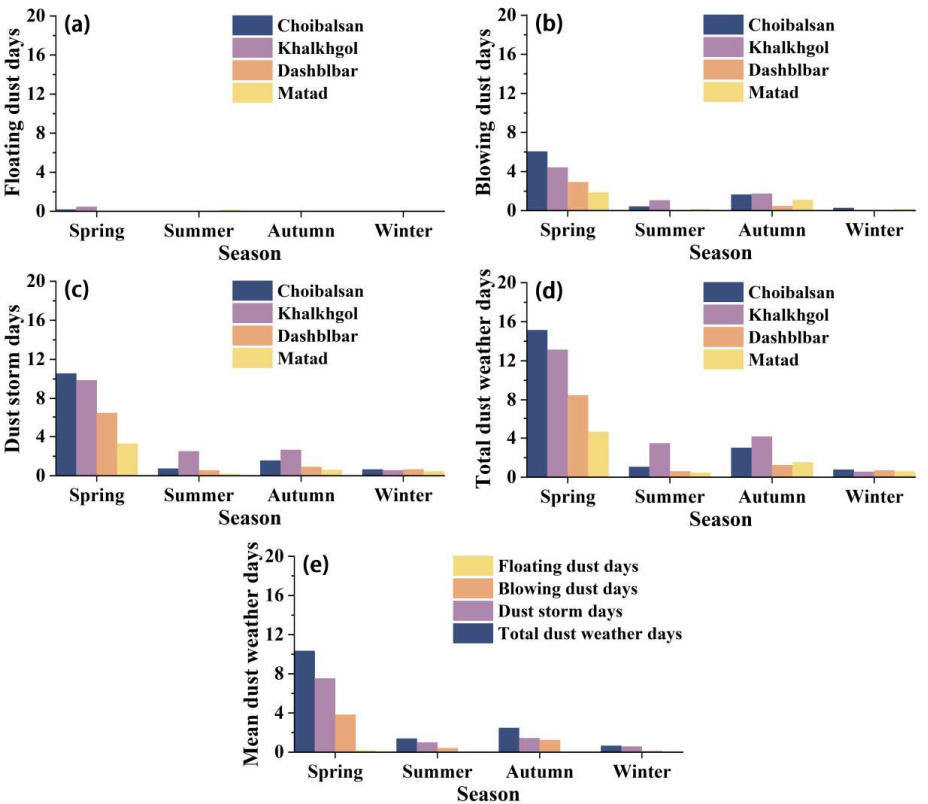 (a)
Floating dust days
20
16
12
8
4
0
Choibalsan
Khalkhgol
Dashblbar
Matad
Spring Summer Autumn Winter
Season
(b)
Blowing dust days
20
16
12
8
4
0
Choibalsan
Khalkhgol
Dashblbar
Matad
Spring Summer Autumn Winter
Season
(c)
Dust storm days
20
16
12
8
4
0
Choibalsan
Khalkhgol
Dashblbar
Matad
Spring Summer Autumn Winter
Season
(d)
Total dust weather days
20
16
12
8
4
0
Choibalsan
Khalkhgol
Dashblbar
Matad
Spring Summer Autumn Winter
Season
(e)
Mean dust weather days
20
16
12
8
4
0
Floating dust days
Blowing dust days
Dust storm days
Total dust weather days
Spring Summer Autumn Winter
Season